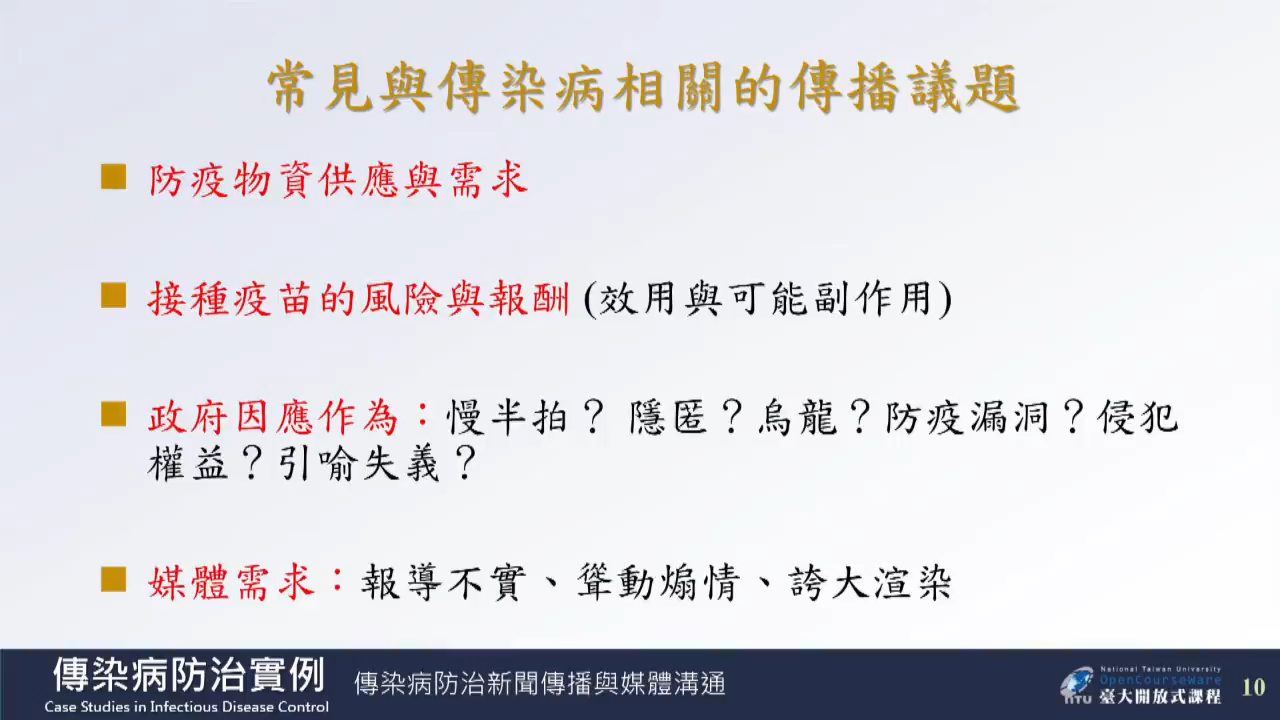 常見與傳染病相關的傳播議題
防疫物資供應與需求
接種疫苗的風險與報酬 (效用與可能副作用)
政府因應作為：慢半拍？ 隱匿？烏龍？防疫漏洞？侵犯
權益？引喻失義？
媒體需求：報導不實、聳動煽情、誇大渲染
傳染病防治實例
Case Studies in Infectious Disease Control
傳染病防治新聞傳播與媒體溝通
National Taiwan University
OpenCourseWare
NTU 臺大開放式課程
10